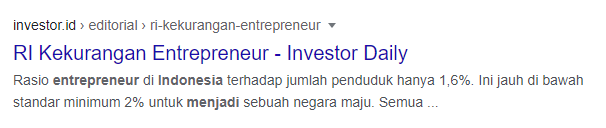 investor.id › editorial › ri-kekurangan-entrepreneur
RI Kekurangan Entrepreneur - Investor Daily
Rasio entrepreneur di Indonesia terhadap jumlah penduduk hanya 1,6%. Ini jauh di bawah
standar minimum 2% untuk menjadi sebuah negara maju. Semua ...